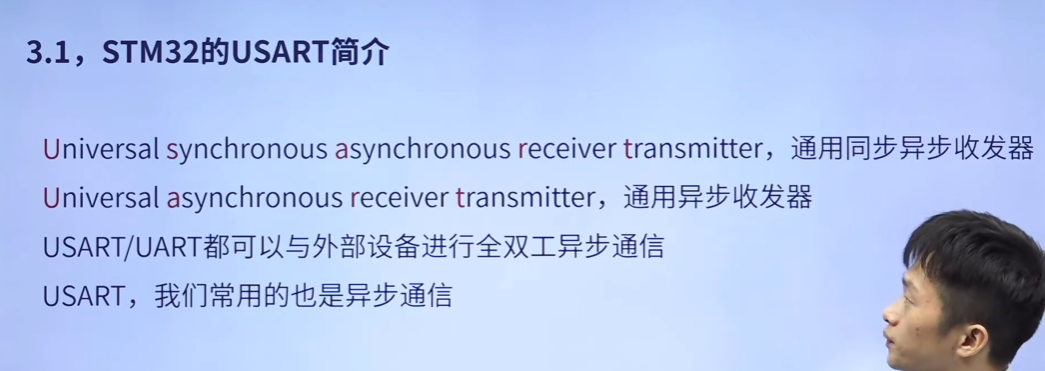 3.1，STM32的USART简介
Universal synchronous asynchronous receiver transmitter，通用同步异步收发器
Universal asynchronous receiver transmitter，通用异步收发器
USART/UART都可以与外部设备进行全双工异步通信
USART，我们常用的也是异步通信